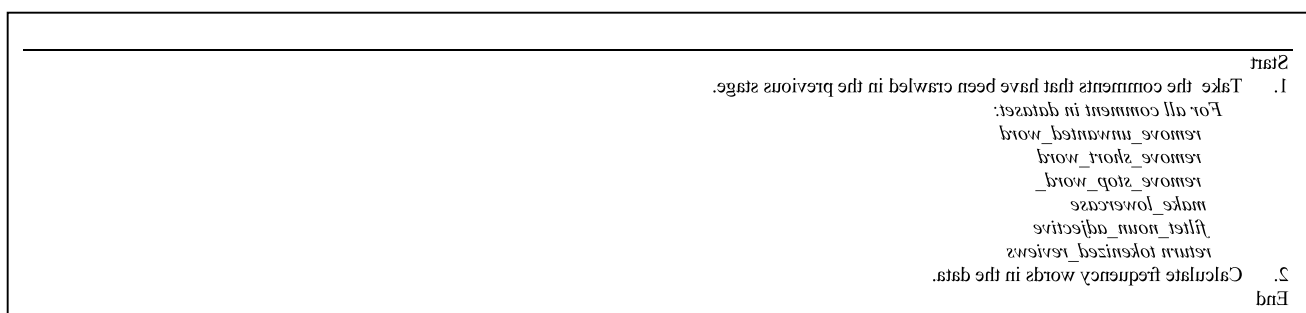 Start
1. Take the comments that have been crawled in the previous stage.
For all comment in dataset:
remove_unwanted_word
remove_short_word
remove_stop_word_
make_lowercase
filtet_noun_adjective
return tokenized_reviews
2. Calculate frequency words in the data.
End